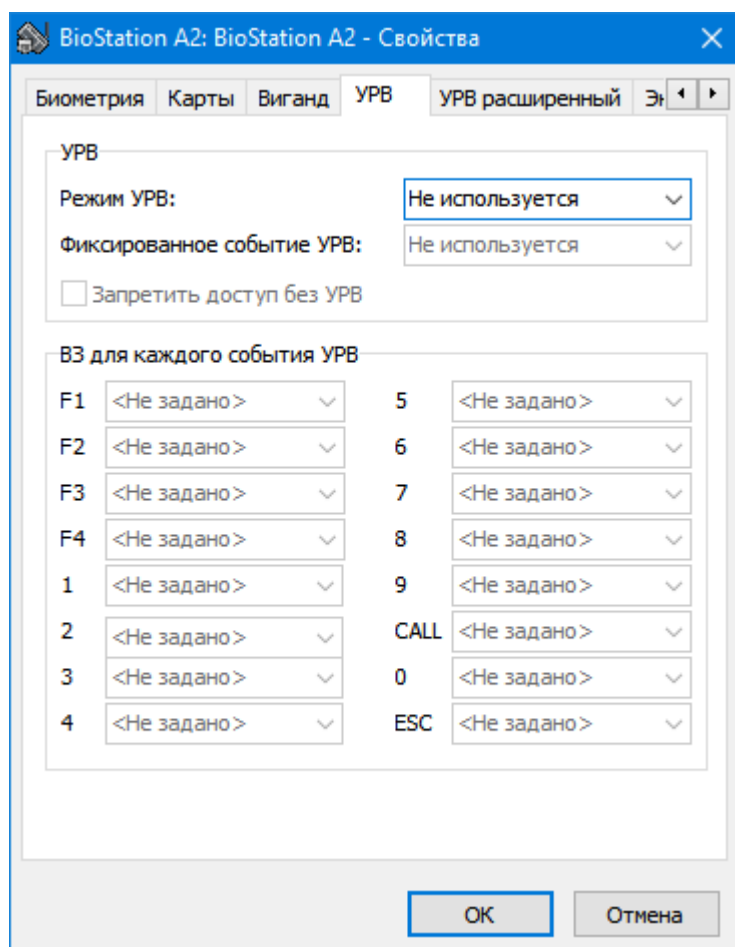 BioStation A2: BioStation A2 - Свойства
Биометрия Карты Виганд УРВ УРВ расширенный Эк
УРВ
Режим УРВ: Не используется
Фиксированное событие УРВ: Не используется
Запретить доступ без УРВ
ВЗ для каждого события УРВ
F1 <Не задано> 5 <Не задано>
F2 <Не задано> 6 <Не задано>
F3 <Не задано> 7 <Не задано>
F4 <Не задано> 8 <Не задано>
1 <Не задано> 9 <Не задано>
2 <Не задано> CALL <Не задано>
3 <Не задано> 0 <Не задано>
4 <Не задано> ESC <Не задано>
ОК Отмена